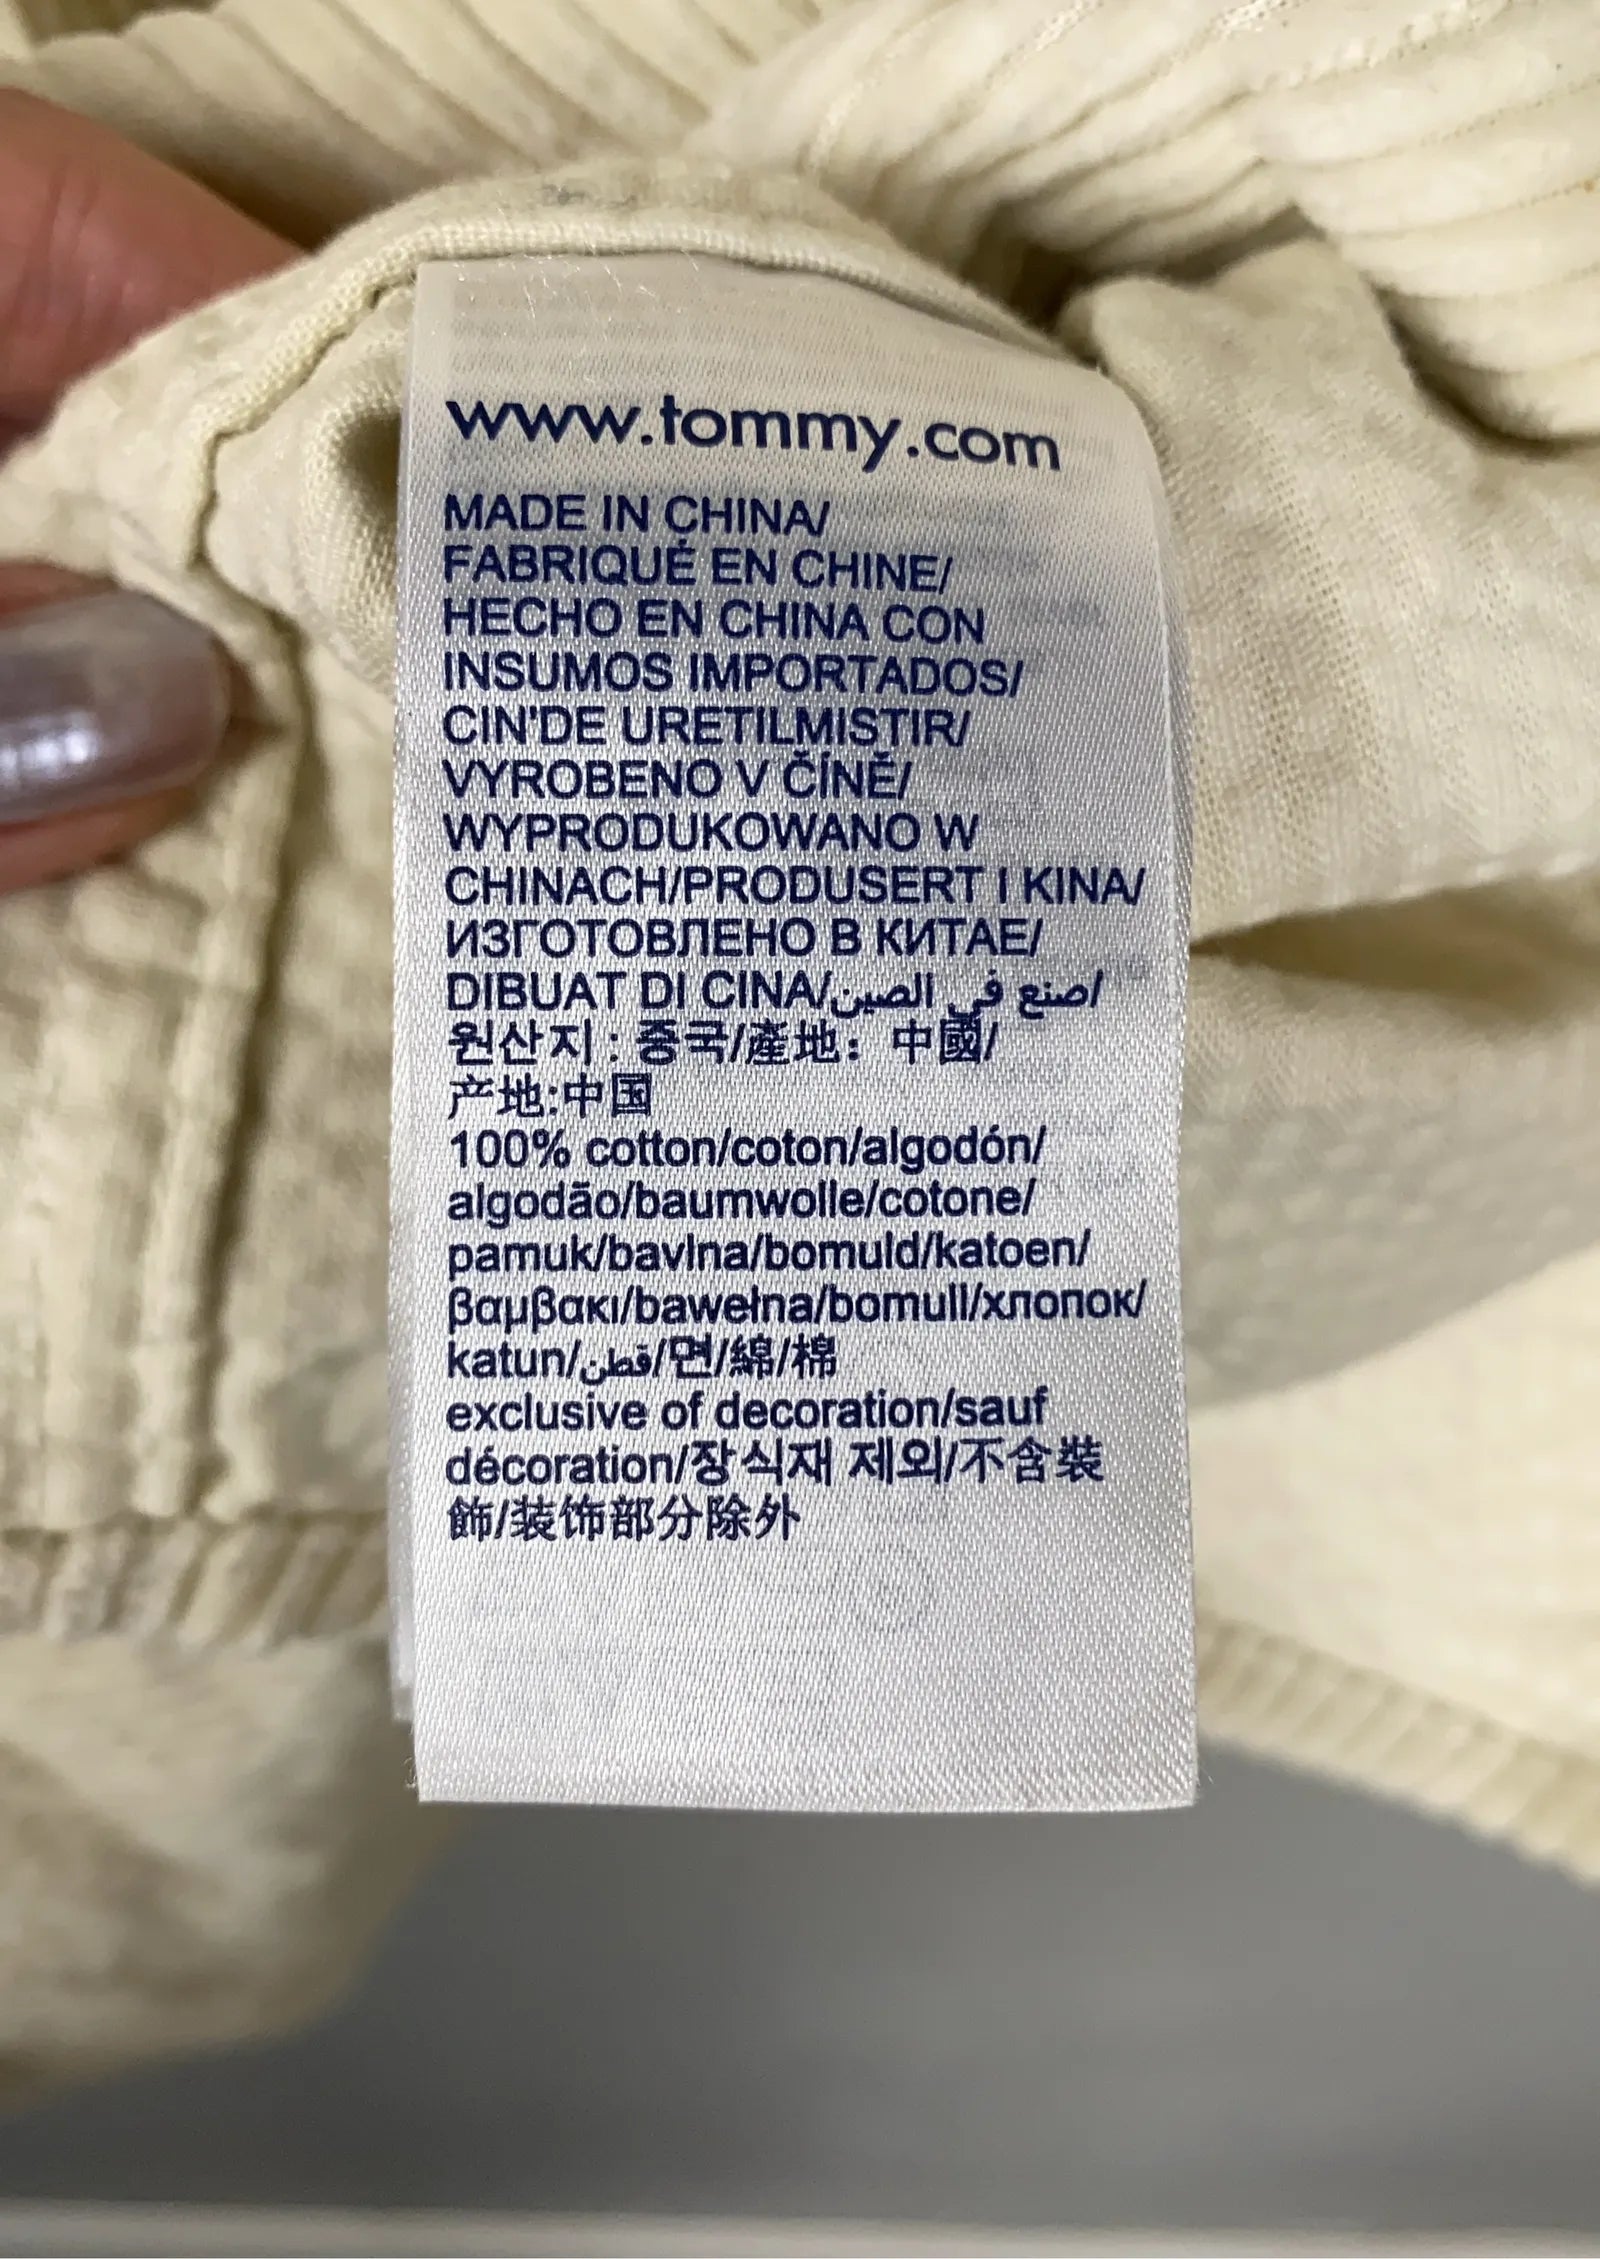 www.tommy.com
MADE IN CHINA/
FABRIQUÉ EN CHINE/
HECHO EN CHINA CON
INSUMOS IMPORTADOS/
CIN'DE URETILMISTIR/
VYROBENO V ČÍNĚ/
WYPRODUKOWANO W
CHINACH/PRODUSERT I KINA/
ИЗГОТОВЛЕНО В КИТАЕ/
DIBUAT DI CINA/صنع في الصين/
원산지 : 중국/產地：中國/
产地:中国
100% cotton/coton/algodón/
algodão/baumwolle/cotone/
pamuk/bavlna/bomuld/katoen/
βαμβακι/bawełna/bomull/хлопок/
katun/قطن/면/綿/棉
exclusive of decoration/sauf
décoration/장식재 제외/不含裝
飾/装饰部分除外